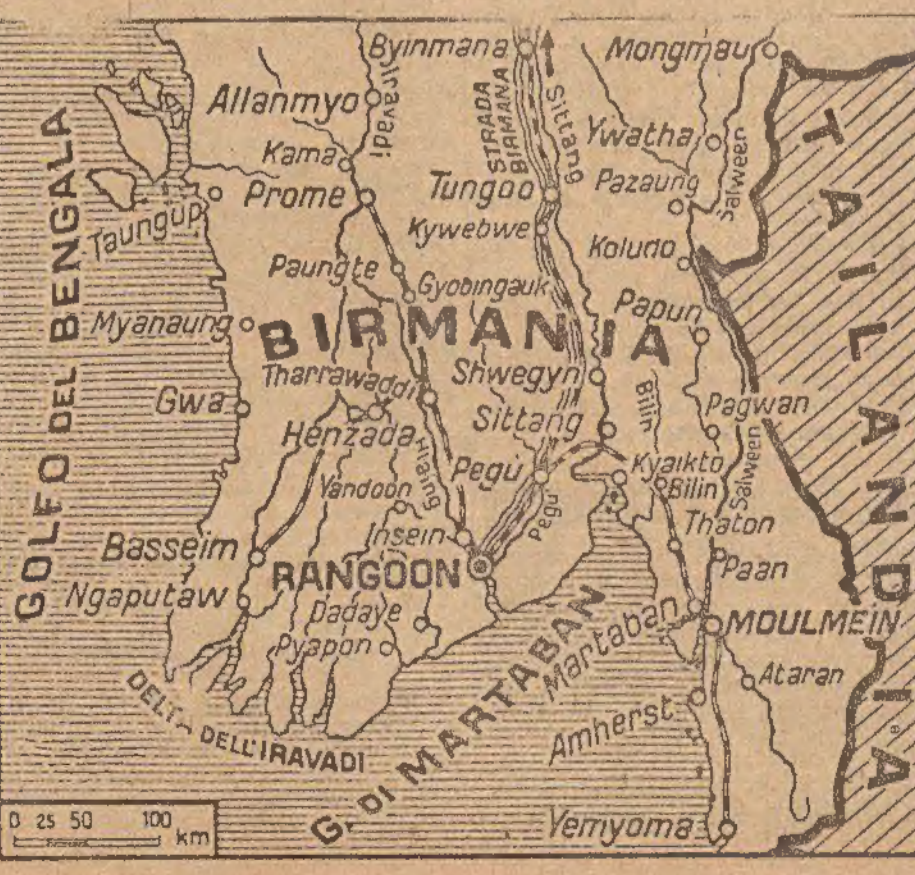 Byinmana
Mongmau
Allanmyo
Iravadi
STRADA
BIRMANA
Sittang
Ywatha
Salween
Kama
Prome
Tungoo
Pazaung
Taungup
Kywebwe
Koludo
Paungte
Gyobingauk
Papun
Myanaung
BIRMANIA
TAILANDIA
GOLFO DEL BENGALA
Tharrawaddi
Shwegyn
Bilin
Gwa
Pagwan
Henzada
Sittang
Hlaing
Pegù
Kyaikto
Salween
Yandoon
Bilin
Pegù
Insein
Thaton
Basseim
RANGOON
Paan
Ngaputaw
Dadaye
Martaban
MOULMEIN
Pyapon
Ataran
DELTA DELL'IRAVADI
G. DI MARTABAN
Amherst
Yemyoma
0 25 50 100
km